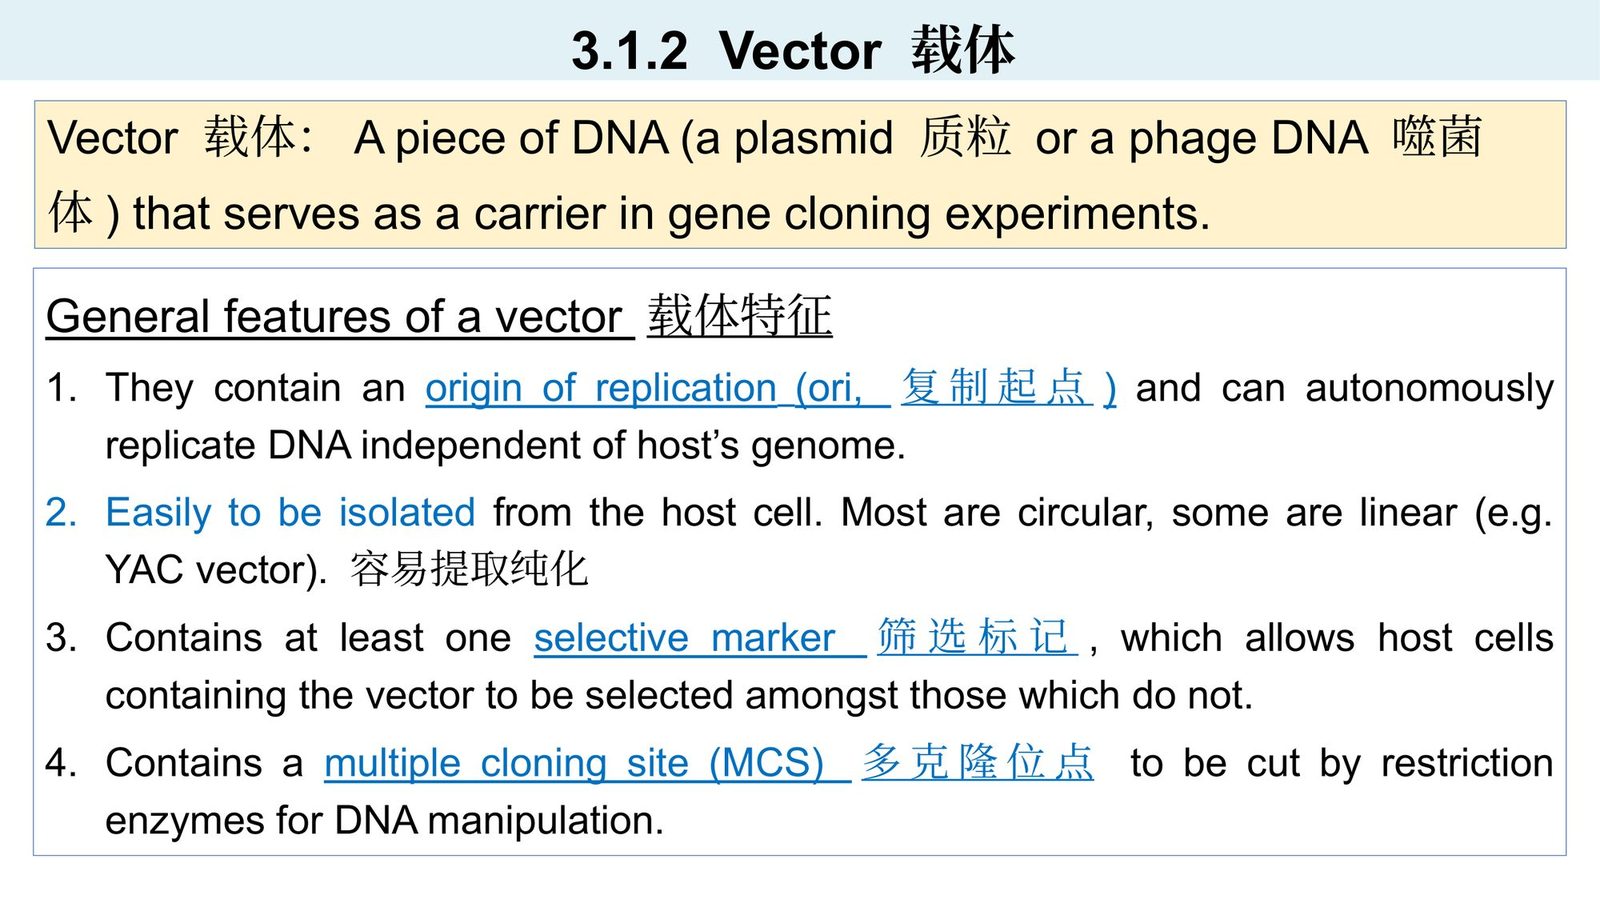 3.1.2 Vector 载体
Vector 载体： A piece of DNA (a plasmid 质粒 or a phage DNA 噬菌
体 ) that serves as a carrier in gene cloning experiments.
General features of a vector 载体特征
1. They contain an origin of replication (ori, 复制起点 ) and can autonomously
replicate DNA independent of host’s genome.
2. Easily to be isolated from the host cell. Most are circular, some are linear (e.g.
YAC vector). 容易提取纯化
3. Contains at least one selective marker 筛选标记 , which allows host cells
containing the vector to be selected amongst those which do not.
4. Contains a multiple cloning site (MCS) 多克隆位点 to be cut by restriction
enzymes for DNA manipulation.